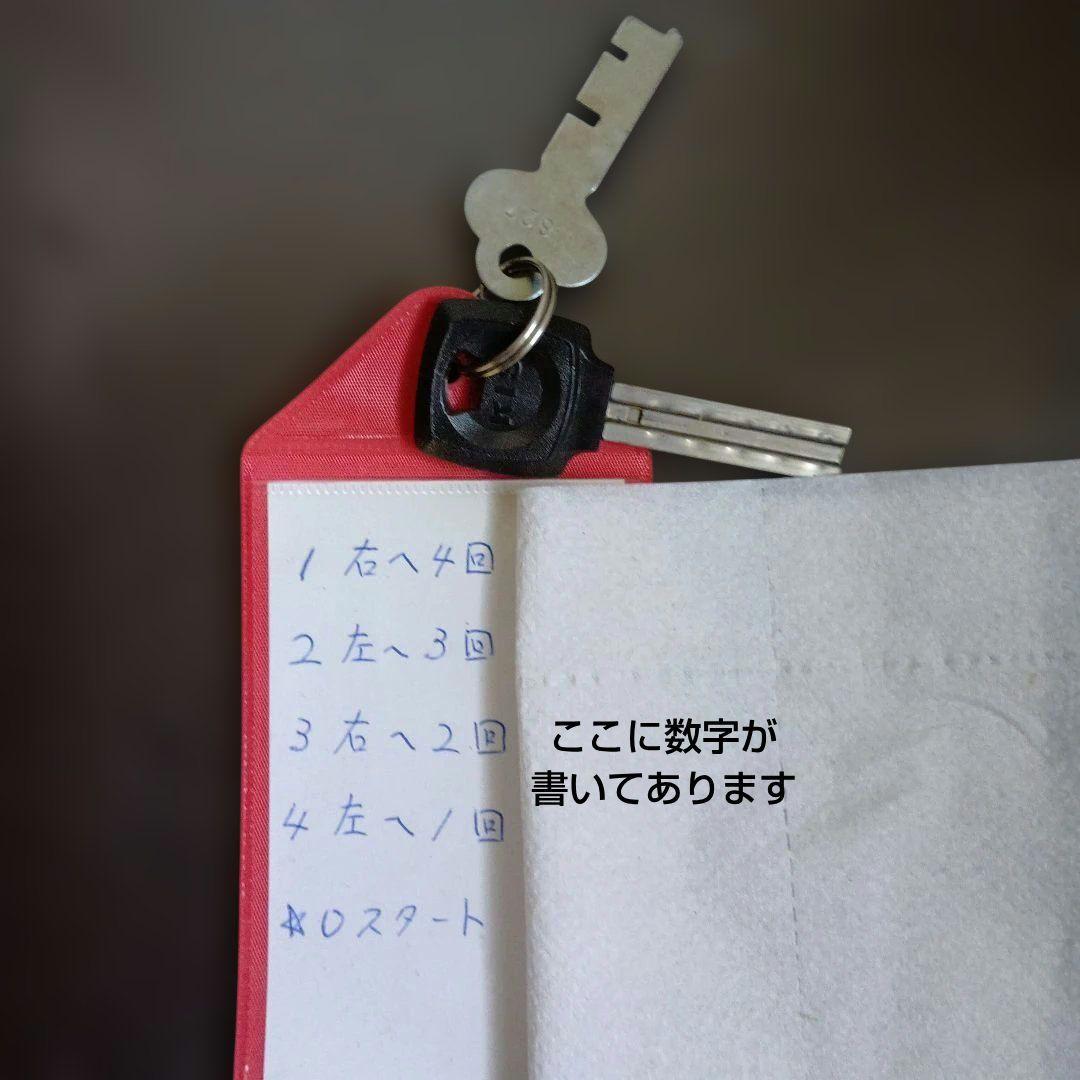 1 右へ4回
2 左へ3回
3 右へ2回
4 左へ1回
☆0スタート
ここに数字が
書いてあります